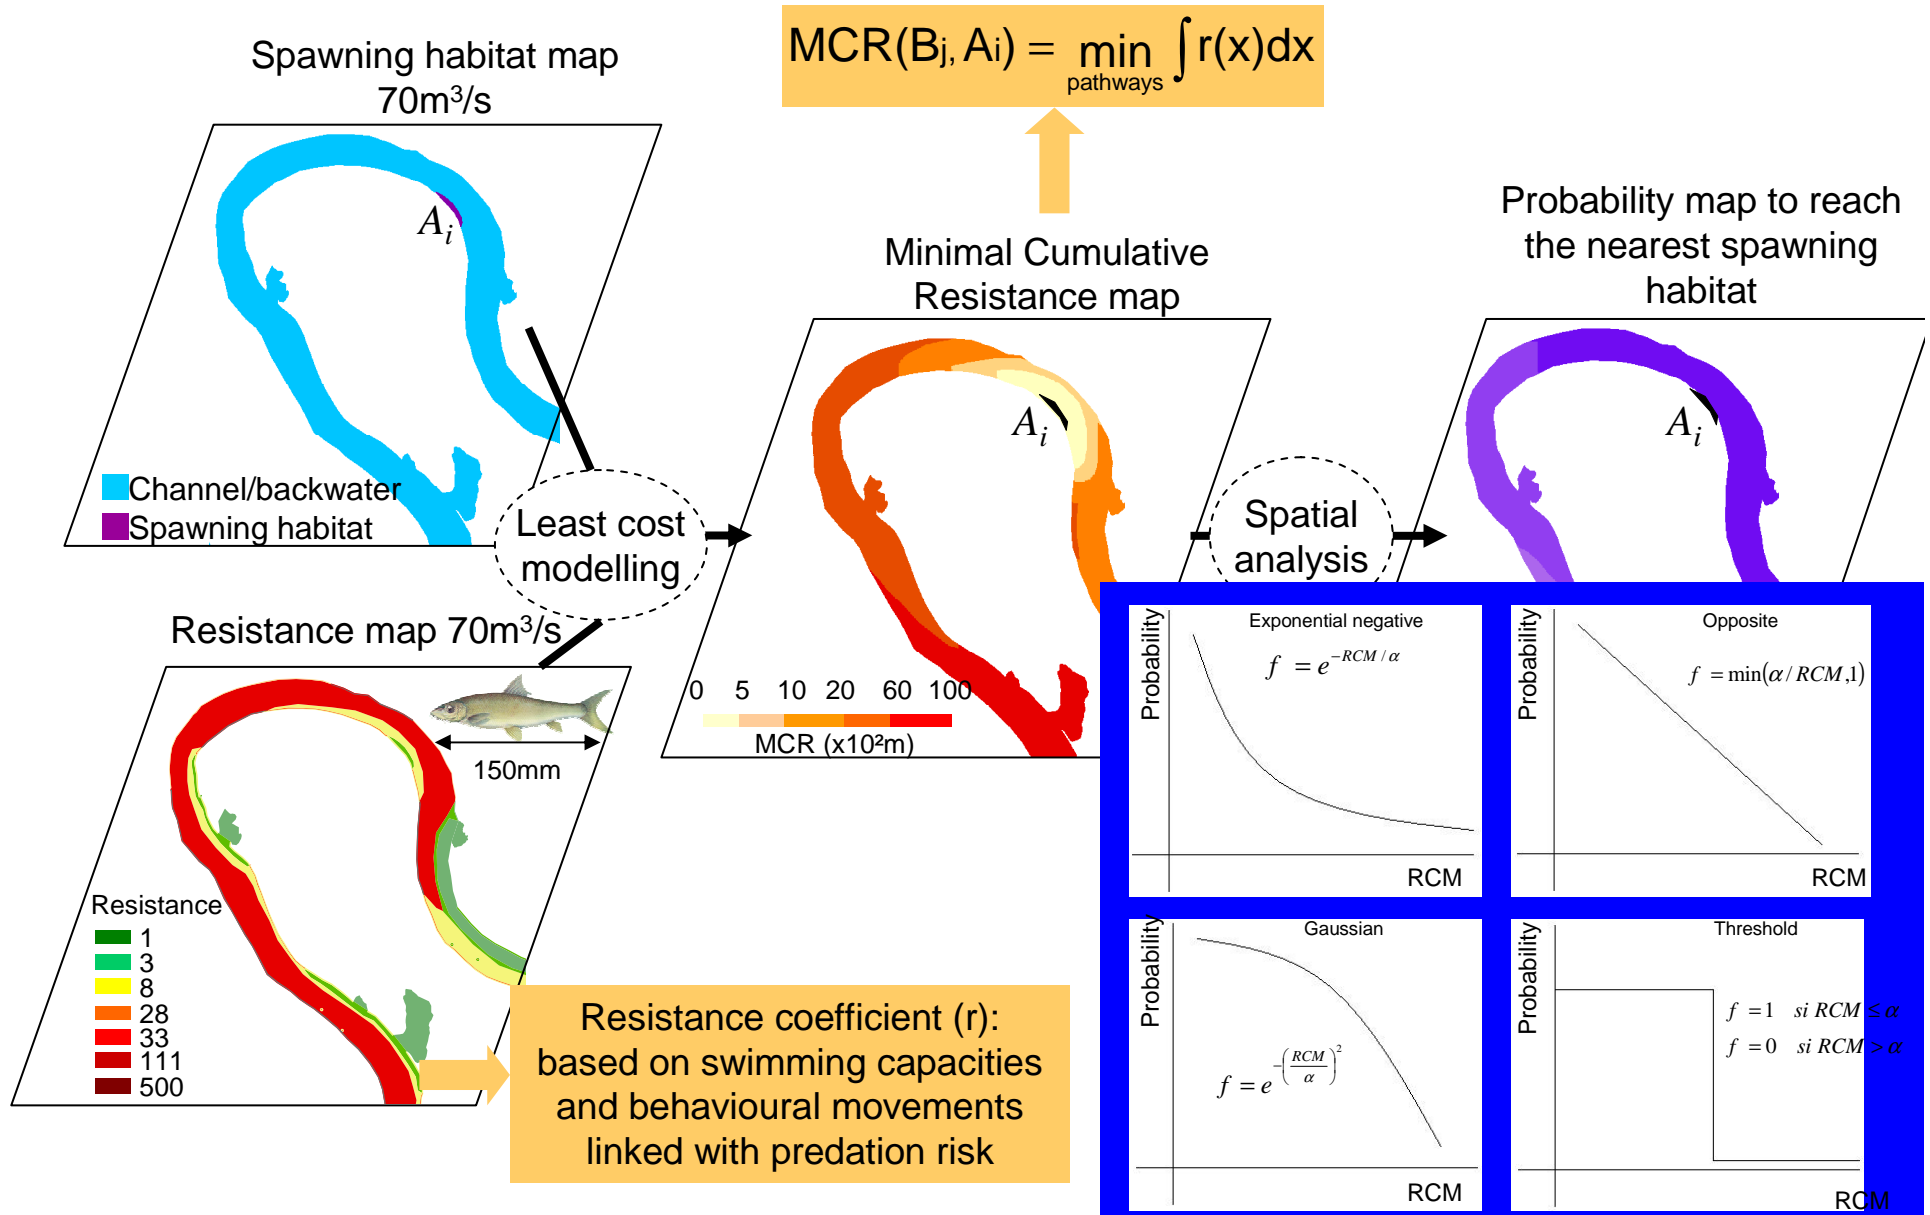 MCR(Bj, Ai) = min ∫ r(x)dx
pathways
Spawning habitat map
70m³/s
Ai
Channel/backwater
Spawning habitat
Least cost
modelling
Minimal Cumulative
Resistance map
Ai
0 5 10 20 60 100
MCR (x10²m)
Spatial
analysis
Probability map to reach
the nearest spawning
habitat
Ai
Resistance map 70m³/s
150mm
Resistance
1
3
8
28
33
111
500
Resistance coefficient (r):
based on swimming capacities
and behavioural movements
linked with predation risk
Probability
Exponential negative
f = e^{-RCM/α}
RCM
Probability
Opposite
f = min(α/RCM,1)
RCM
Probability
Gaussian
f = e^{-(RCM/α)^2}
RCM
Probability
Threshold
f = 1 si RCM ≤ α
f = 0 si RCM > α
RCM